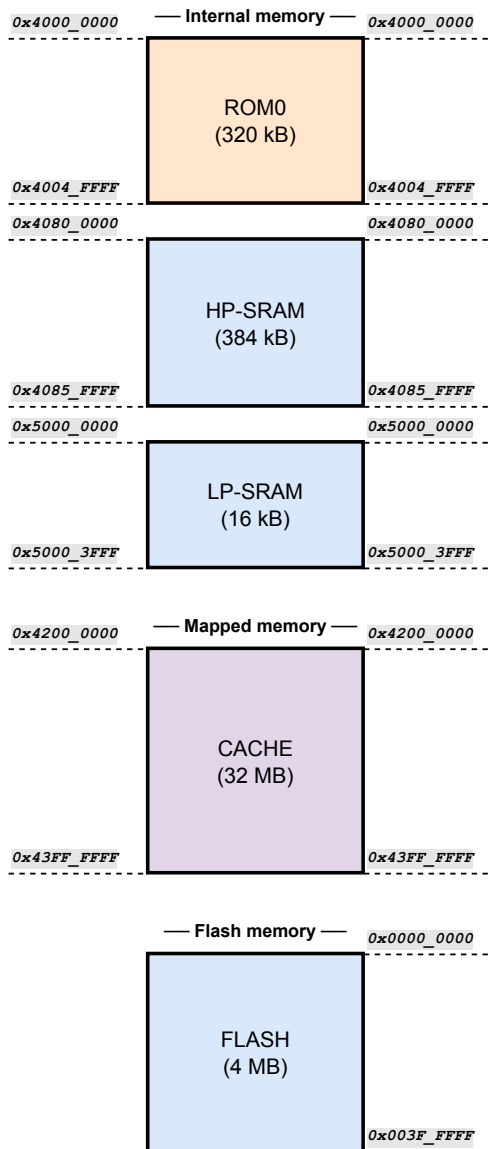 — Internal memory —
0x4000_0000 0x4000_0000
ROM0
(320 kB)
0x4004_FFFF 0x4004_FFFF
0x4080_0000 0x4080_0000
HP-SRAM
(384 kB)
0x4085_FFFF 0x4085_FFFF
0x5000_0000 0x5000_0000
LP-SRAM
(16 kB)
0x5000_3FFF 0x5000_3FFF
— Mapped memory —
0x4200_0000 0x4200_0000
CACHE
(32 MB)
0x43FF_FFFF 0x43FF_FFFF
— Flash memory —
0x0000_0000
FLASH
(4 MB)
0x003F_FFFF